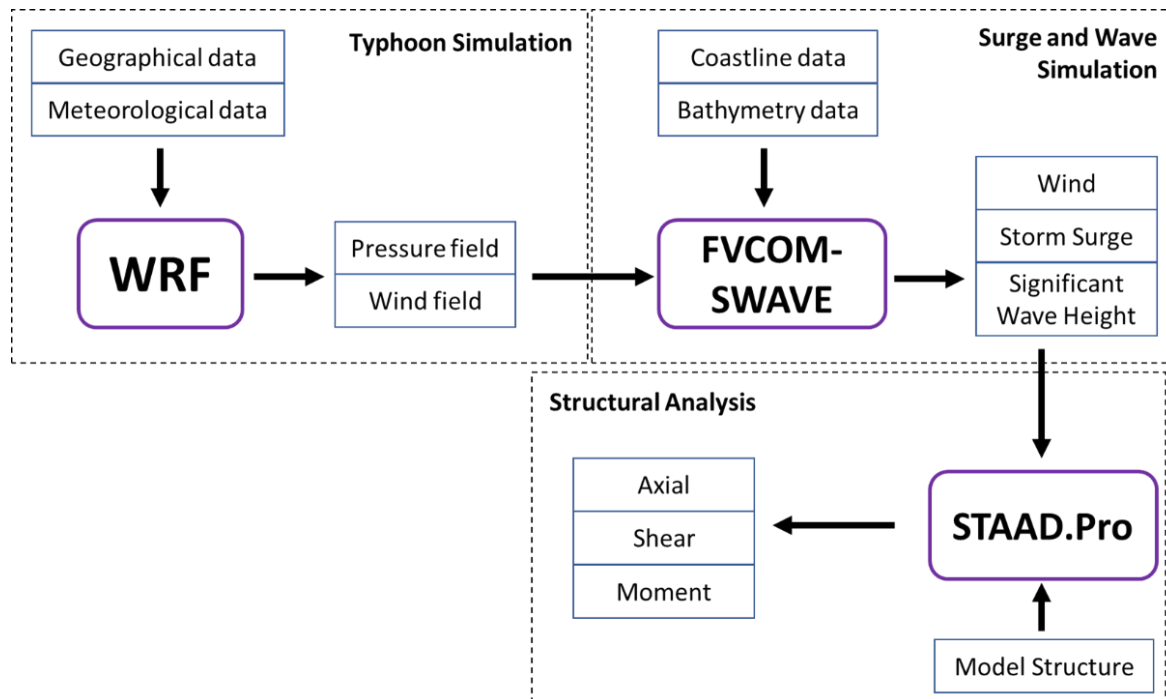 Typhoon Simulation
Geographical data
Meteorological data
WRF
Pressure field
Wind field
Surge and Wave
Simulation
Coastline data
Bathymetry data
FVCOM-
SWAVE
Wind
Storm Surge
Significant
Wave Height
Structural Analysis
Axial
Shear
Moment
STAAD.Pro
Model Structure